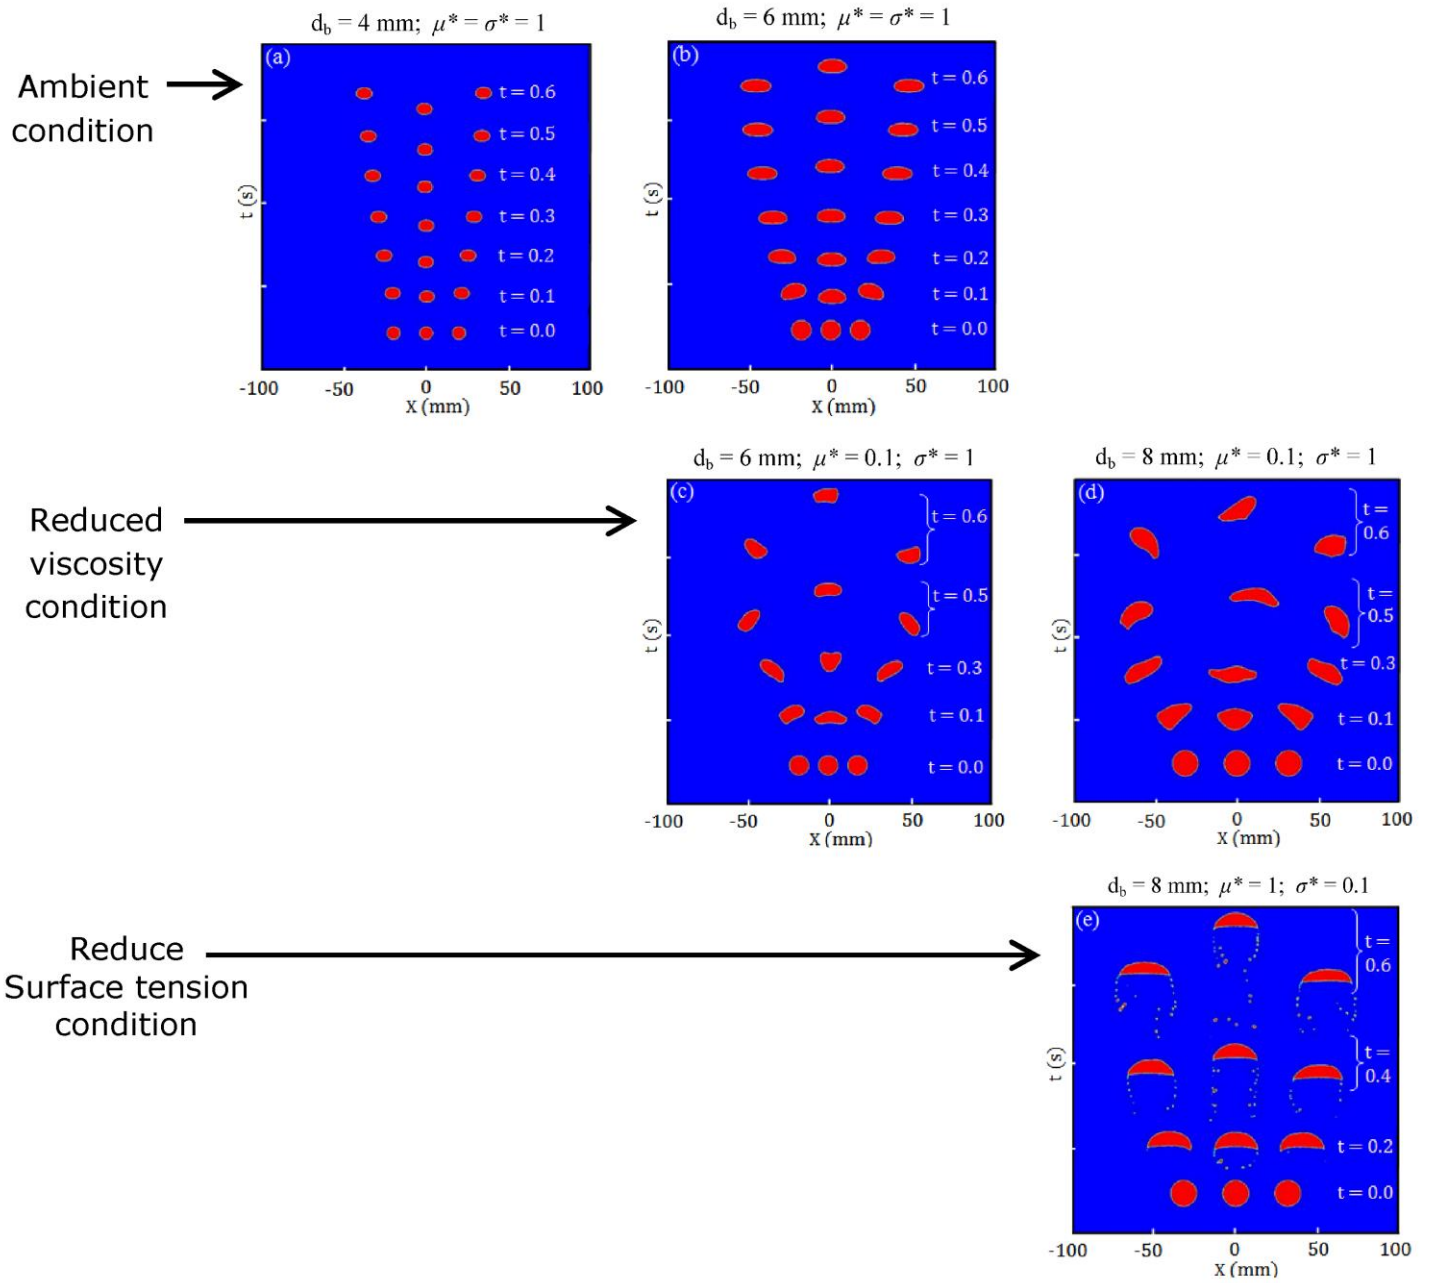 d_b = 4 mm; μ* = σ* = 1
d_b = 6 mm; μ* = σ* = 1
Ambient
condition
(a)
t = 0.6
t = 0.5
t = 0.4
t = 0.3
t = 0.2
t = 0.1
t = 0.0
t (s)
-100 -50 0 50 100
X (mm)
(b)
t = 0.6
t = 0.5
t = 0.4
t = 0.3
t = 0.2
t = 0.1
t = 0.0
t (s)
-100 -50 0 50 100
X (mm)
Reduced
viscosity
condition
d_b = 6 mm; μ* = 0.1; σ* = 1
(c)
t = 0.6
t = 0.5
t = 0.3
t = 0.1
t = 0.0
t (s)
-100 -50 0 50 100
X (mm)
d_b = 8 mm; μ* = 0.1; σ* = 1
(d)
t =
0.6
t =
0.5
t = 0.3
t = 0.1
t = 0.0
t (s)
-100 -50 0 50 100
X (mm)
Reduce
Surface tension
condition
d_b = 8 mm; μ* = 1; σ* = 0.1
(e)
t =
0.6
t =
0.4
t = 0.2
t = 0.0
t (s)
-100 -50 0 50 100
X (mm)